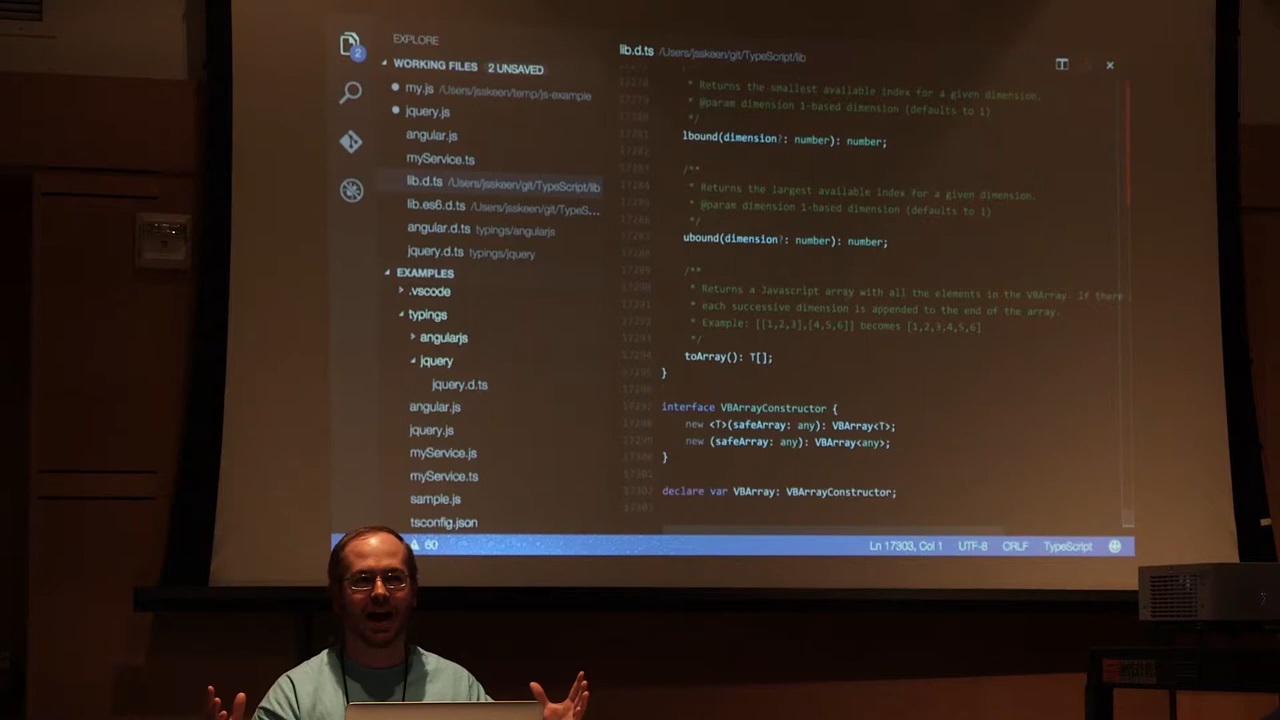 EXPLORE
WORKING FILES 2 UNSAVED
my.js /Users/jsskeen/temp/js-example
jquery.js
angular.js
myService.ts
lib.d.ts /Users/jsskeen/git/TypeScript/lib
lib.es6.d.ts /Users/jsskeen/git/TypeS...
angular.d.ts typings/angularjs
jquery.d.ts typings/jquery
EXAMPLES
.vscode
typings
angularjs
jquery
jquery.d.ts
angular.js
jquery.js
myService.js
myService.ts
sample.js
tsconfig.json
2
lib.d.ts /Users/jsskeen/git/TypeScript/lib
* Returns the smallest available index for a given dimension.
* @param dimension 1-based dimension (defaults to 1)
*/
lbound(dimension?: number): number;
/**
* Returns the largest available index for a given dimension.
* @param dimension 1-based dimension (defaults to 1)
*/
ubound(dimension?: number): number;
/**
* Returns a Javascript array with all the elements in the VBArray. If there
* each successive dimension is appended to the end of the array.
* Example: [[1,2,3],[4,5,6]] becomes [1,2,3,4,5,6]
*/
toArray(): T[];
}
interface VBArrayConstructor {
new <T>(safeArray: any): VBArray<T>;
new (safeArray: any): VBArray<any>;
}
declare var VBArray: VBArrayConstructor;
60
Ln 17303, Col 1 UTF-8 CRLF TypeScript